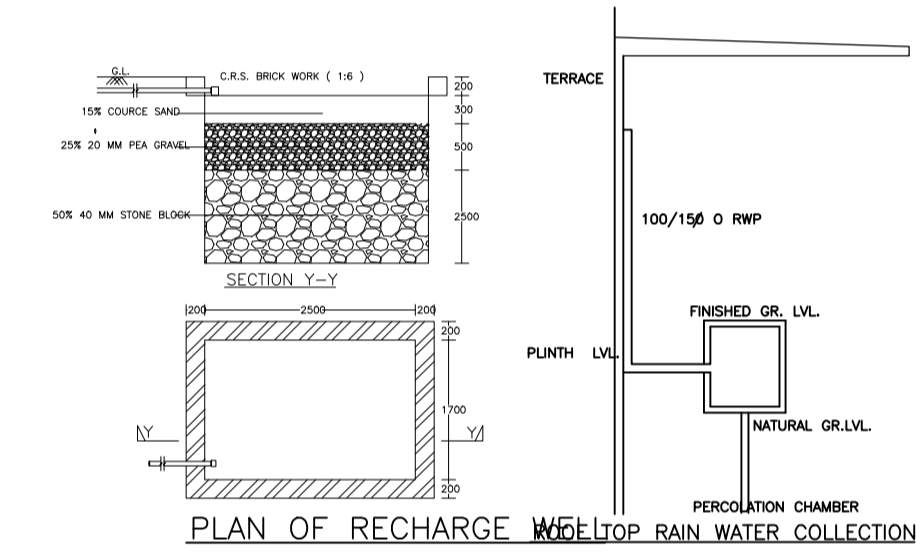 G.L.
C.R.S. BRICK WORK ( 1:6 )
200
15% COURCE SAND
300
25% 20 MM PEA GRAVEL
500
50% 40 MM STONE BLOCK
2500
SECTION Y-Y
200
2500
200
200
1700
Y
Y
200
PLAN OF RECHARGE WELL
TERRACE
100/150 O RWP
FINISHED GR. LVL.
PLINTH LVL.
NATURAL GR.LVL.
PERCOLATION CHAMBER
ROOF TOP RAIN WATER COLLECTION